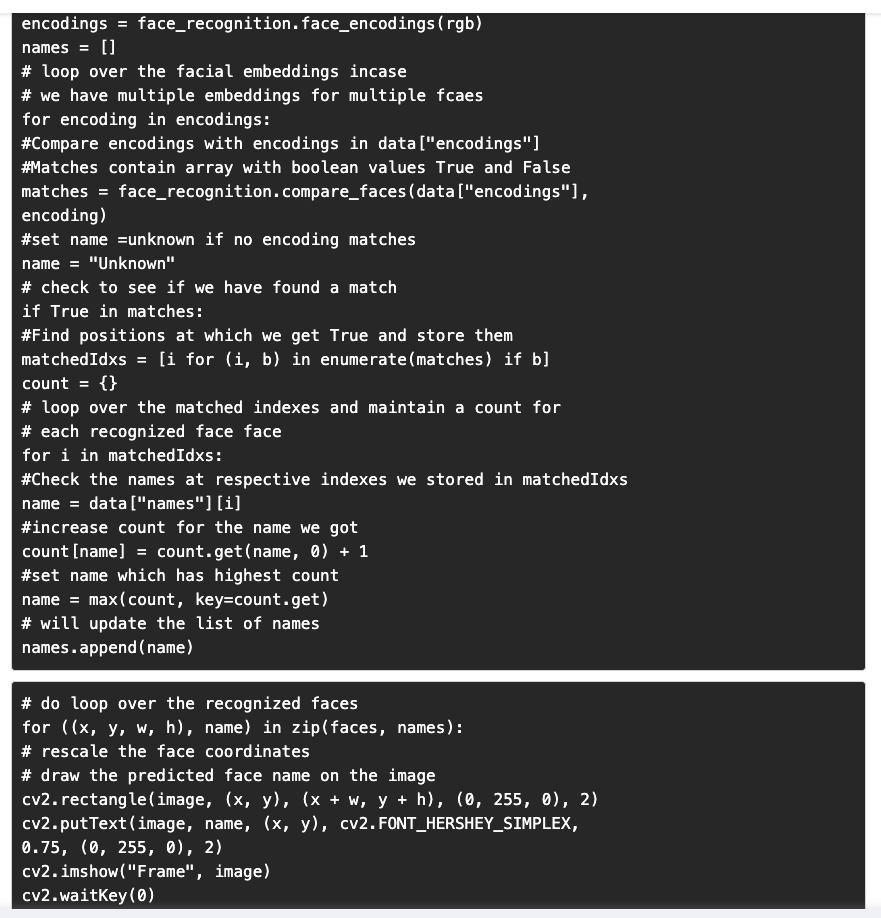 encodings = face_recognition.face_encodings(rgb)
names = []
# loop over the facial embeddings incase
# we have multiple embeddings for multiple fcaes
for encoding in encodings:
#Compare encodings with encodings in data["encodings"]
#Matches contain array with boolean values True and False
matches = face_recognition.compare_faces(data["encodings"],
encoding)
#set name =unknown if no encoding matches
name = "Unknown"
# check to see if we have found a match
if True in matches:
#Find positions at which we get True and store them
matchedIdxs = [i for (i, b) in enumerate(matches) if b]
count = {}
# loop over the matched indexes and maintain a count for
# each recognized face face
for i in matchedIdxs:
#Check the names at respective indexes we stored in matchedIdxs
name = data["names"][i]
#increase count for the name we got
count[name] = count.get(name, 0) + 1
#set name which has highest count
name = max(count, key=count.get)
# will update the list of names
names.append(name)
# do loop over the recognized faces
for ((x, y, w, h), name) in zip(faces, names):
# rescale the face coordinates
# draw the predicted face name on the image
cv2.rectangle(image, (x, y), (x + w, y + h), (0, 255, 0), 2)
cv2.putText(image, name, (x, y), cv2.FONT_HERSHEY_SIMPLEX,
0.75, (0, 255, 0), 2)
cv2.imshow("Frame", image)
cv2.waitKey(0)